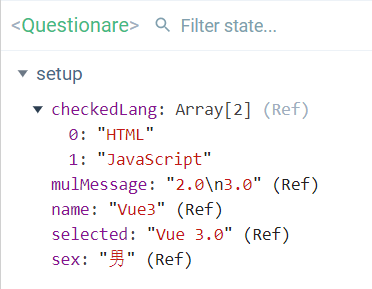 <Questionare> Filter state...
setup
checkedLang: Array[2] (Ref)
0: "HTML"
1: "JavaScript"
mulMessage: "2.0\n3.0" (Ref)
name: "Vue3" (Ref)
selected: "Vue 3.0" (Ref)
sex: "男" (Ref)